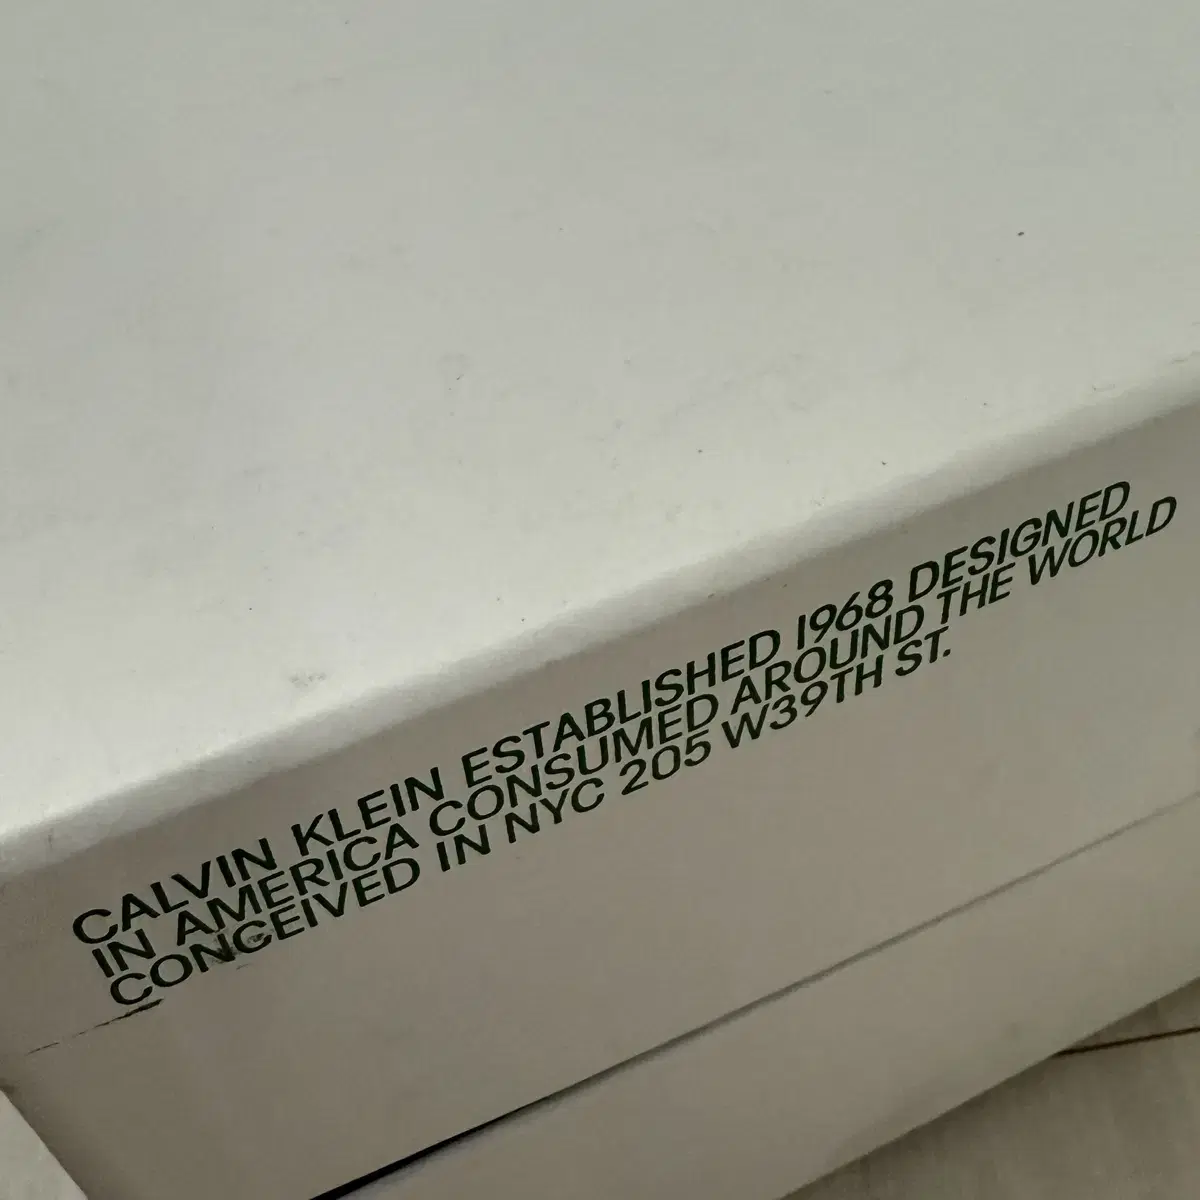 CALVIN KLEIN ESTABLISHED 1968 DESIGNED
IN AMERICA CONSUMED AROUND THE WORLD
CONCEIVED IN NYC 205 W39TH ST.